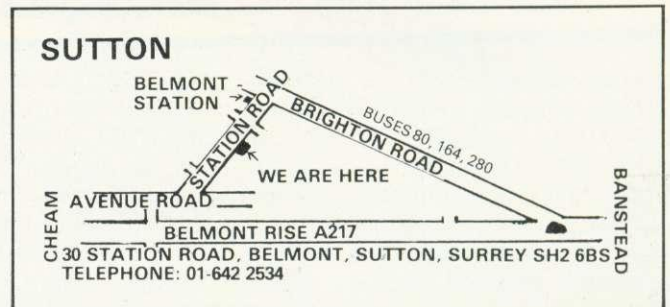 SUTTON
BELMONT
STATION
STATION ROAD
BRIGHTON ROAD
BUSES 80, 164, 280
WE ARE HERE
AVENUE ROAD
CHEAM
BELMONT RISE A217
BANSTEAD
30 STATION ROAD, BELMONT, SUTTON, SURREY SH2 6BS
TELEPHONE: 01-642 2534